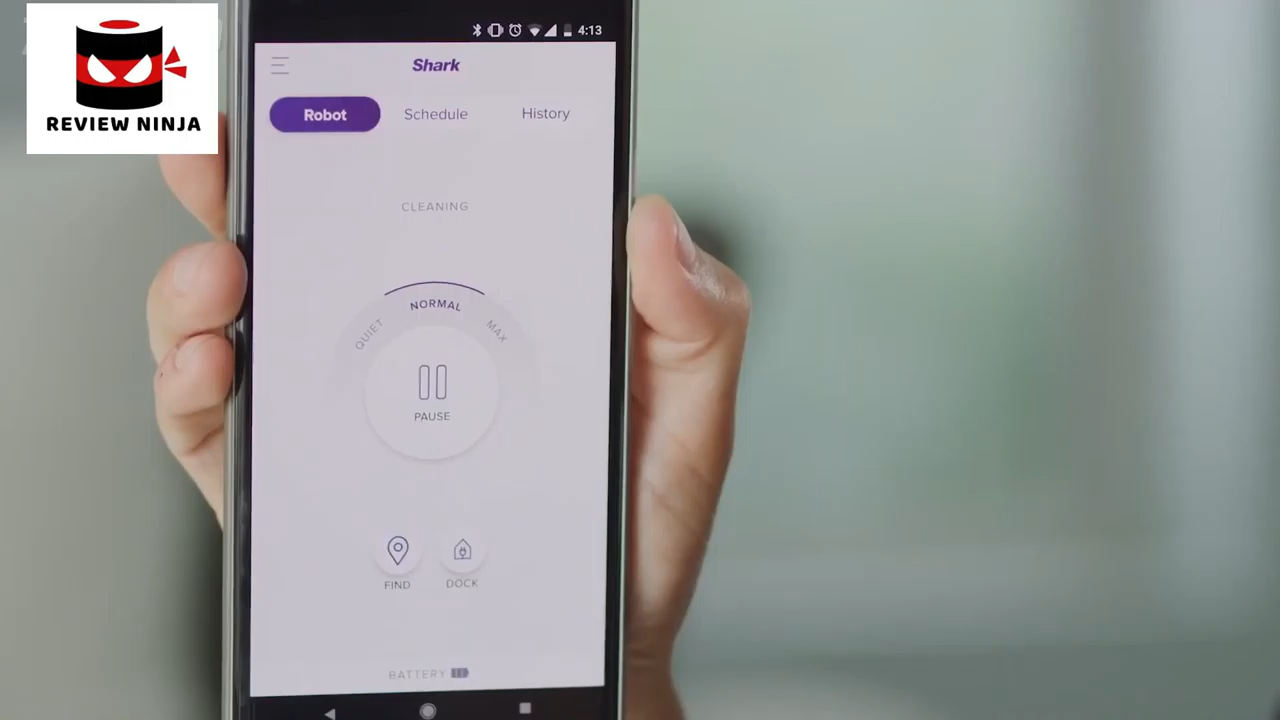 REVIEW NINJA
4:13
Shark
Robot
Schedule
History
CLEANING
QUIET
NORMAL
MAX
PAUSE
FIND
DOCK
BATTERY